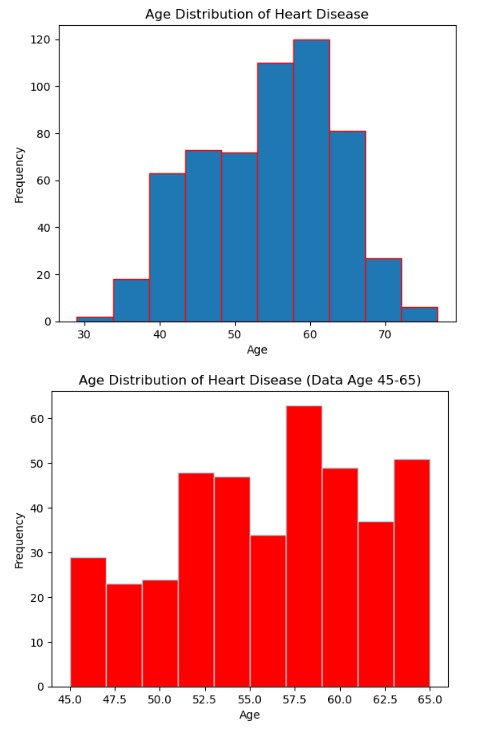 Age Distribution of Heart Disease
120
100
80
60
40
20
0
Frequency
30 40 50 60 70
Age
Age Distribution of Heart Disease (Data Age 45-65)
60
50
40
30
20
10
0
Frequency
45.0 47.5 50.0 52.5 55.0 57.5 60.0 62.5 65.0
Age